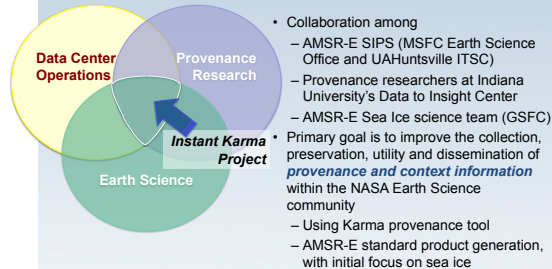 Data Center
Operations
Provenance
Research
Instant Karma
Project
Earth Science
• Collaboration among
– AMSR-E SIPS (MSFC Earth Science
Office and UAHuntsville ITSC)
– Provenance researchers at Indiana
University's Data to Insight Center
– AMSR-E Sea Ice science team (GSFC)
• Primary goal is to improve the collection,
preservation, utility and dissemination of
provenance and context information
within the NASA Earth Science
community
– Using Karma provenance tool
– AMSR-E standard product generation,
with initial focus on sea ice